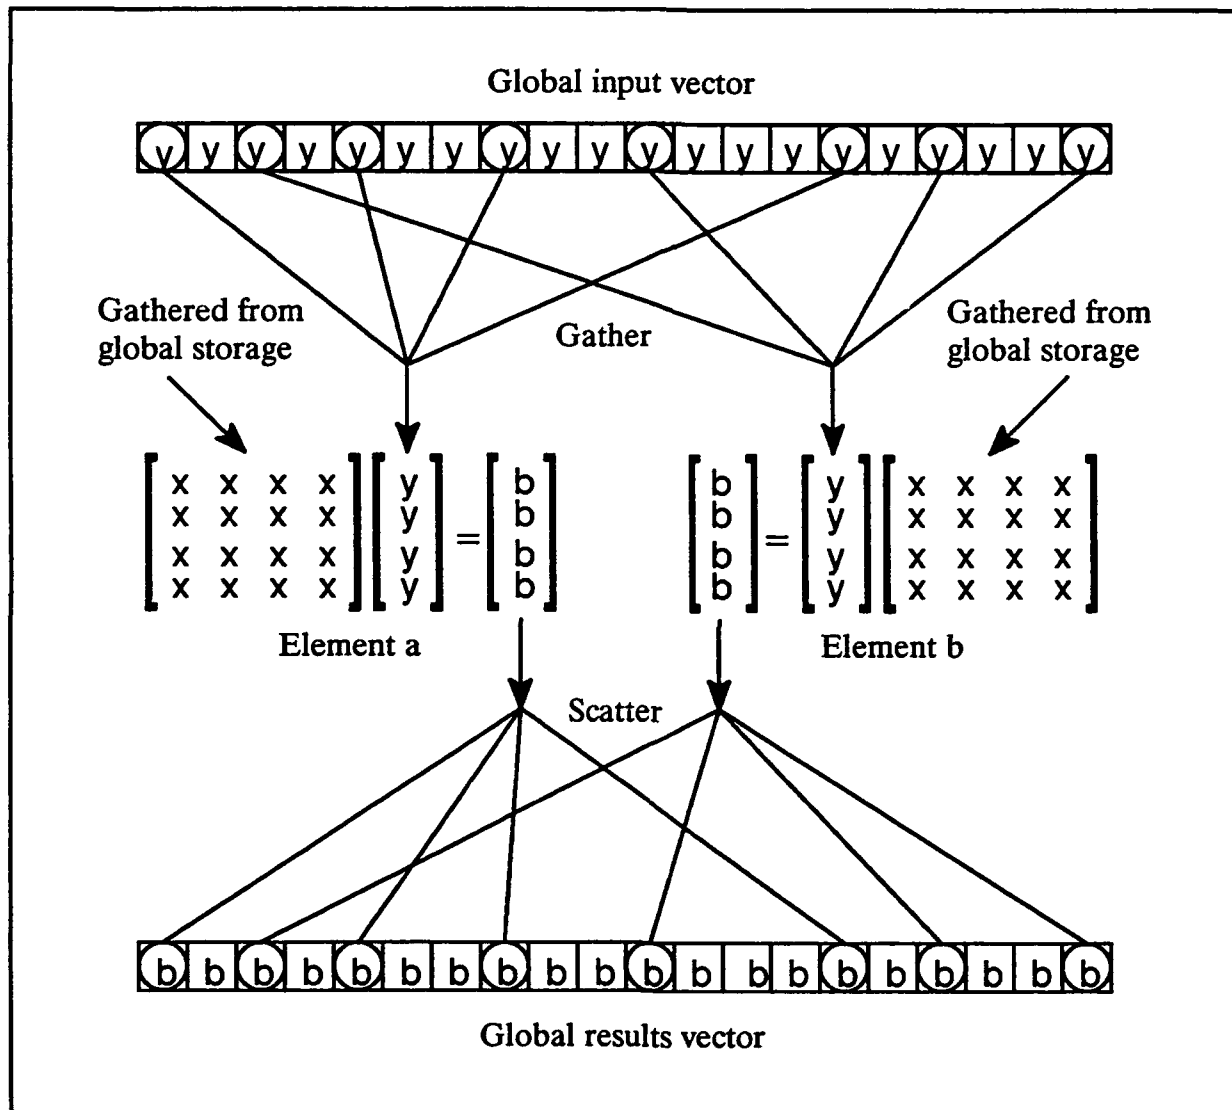 Global input vector
y y y y y y y y y y y y y y y y y y y y
Gathered from
global storage
Gather
Gathered from
global storage
x x x x y b b y x x x x
x x x x y b b y x x x x
= =
x x x x y b b y x x x x
x x x x y b b y x x x x
Element a
Element b
Scatter
b b b b b b b b b b b b b b b b b b b b
Global results vector